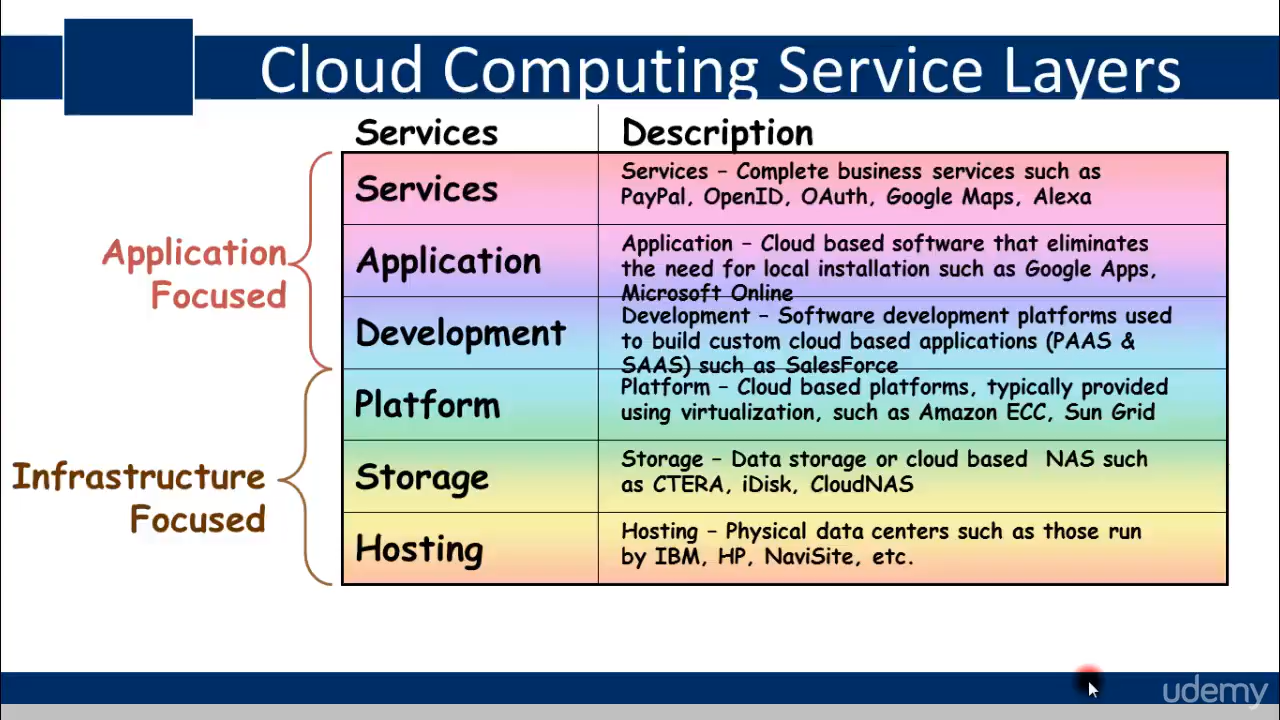 Cloud Computing Service Layers
Services
Description
Application
Focused
Services
Services – Complete business services such as
PayPal, OpenID, OAuth, Google Maps, Alexa
Application
Application – Cloud based software that eliminates
the need for local installation such as Google Apps,
Microsoft Online
Development
Development – Software development platforms used
to build custom cloud based applications (PAAS &
SAAS) such as SalesForce
Infrastructure
Focused
Platform
Platform – Cloud based platforms, typically provided
using virtualization, such as Amazon ECC, Sun Grid
Storage
Storage – Data storage or cloud based NAS such
as CTERA, iDisk, CloudNAS
Hosting
Hosting – Physical data centers such as those run
by IBM, HP, NaviSite, etc.
udemy